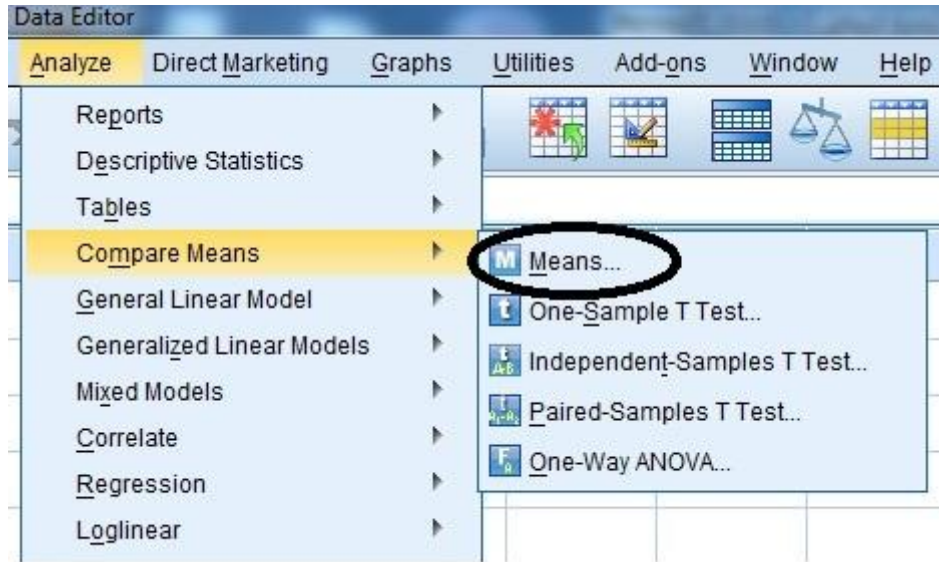 Data Editor
Analyze Direct Marketing Graphs Utilities Add-ons Window Help
Reports
Descriptive Statistics
Tables
Compare Means
General Linear Model
Generalized Linear Models
Mixed Models
Correlate
Regression
Loglinear
M Means...
t One-Sample T Test...
t A-B Independent-Samples T Test...
t Paired-Samples T Test...
F One-Way ANOVA...